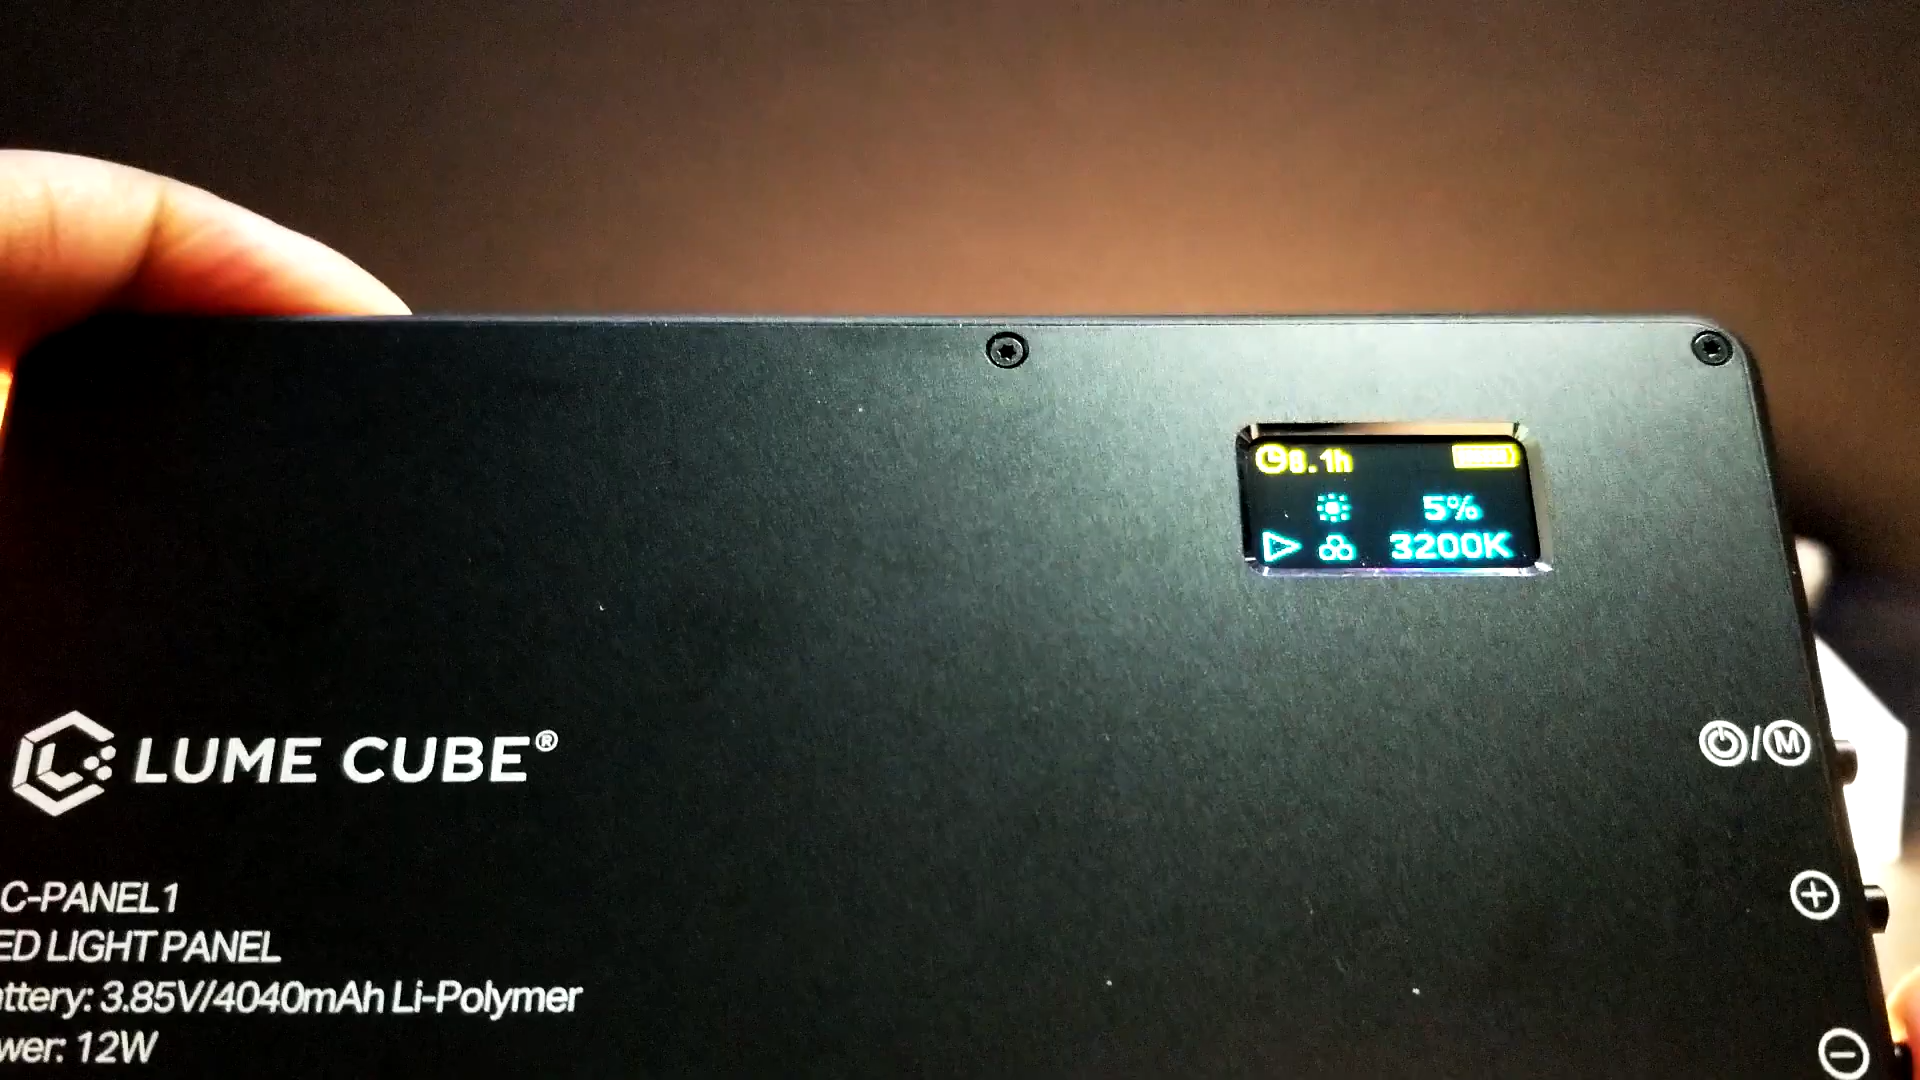 8.1h
5%
3200K
LUME CUBE®
/M
C-PANEL1
ED LIGHT PANEL
ttery: 3.85V/4040mAh Li-Polymer
wer: 12W